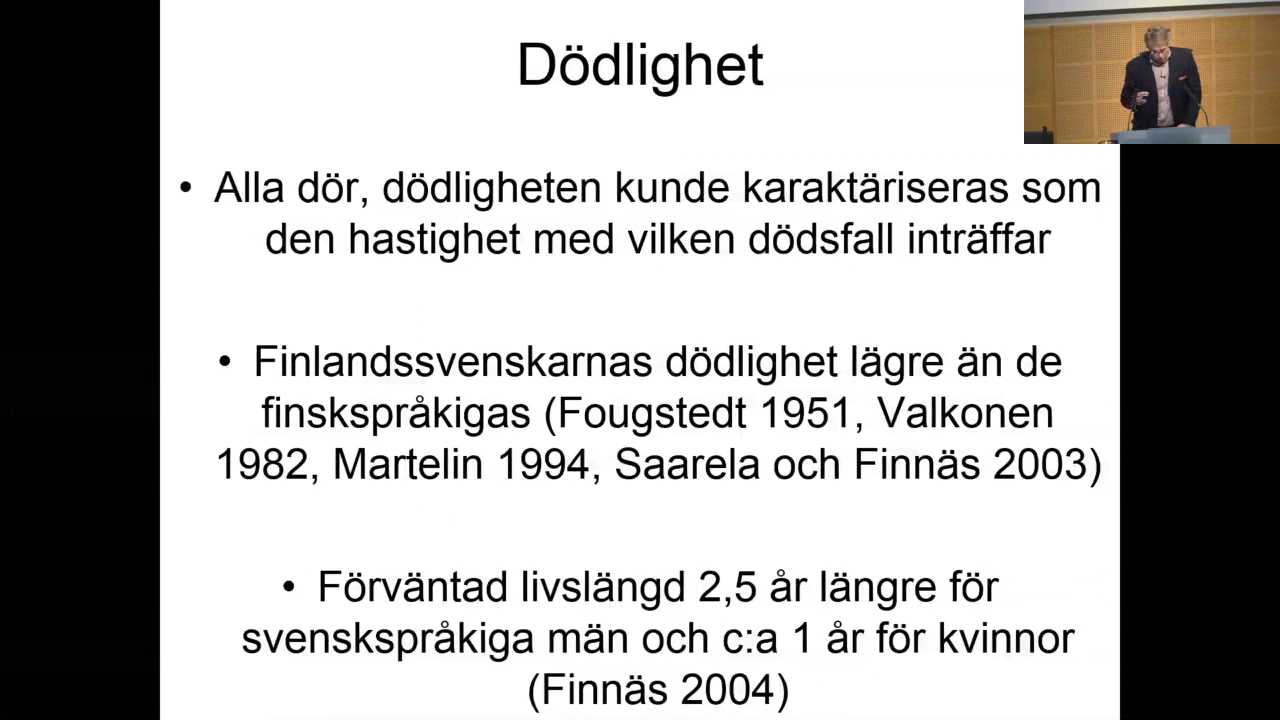 Dödlighet
• Alla dör, dödligheten kunde karaktäriseras som
den hastighet med vilken dödsfall inträffar
• Finlandssvenskarnas dödlighet lägre än de
finskspråkigas (Fougstedt 1951, Valkonen
1982, Martelin 1994, Saarela och Finnäs 2003)
• Förväntad livslängd 2,5 år längre för
svenskspråkiga män och c:a 1 år för kvinnor
(Finnäs 2004)